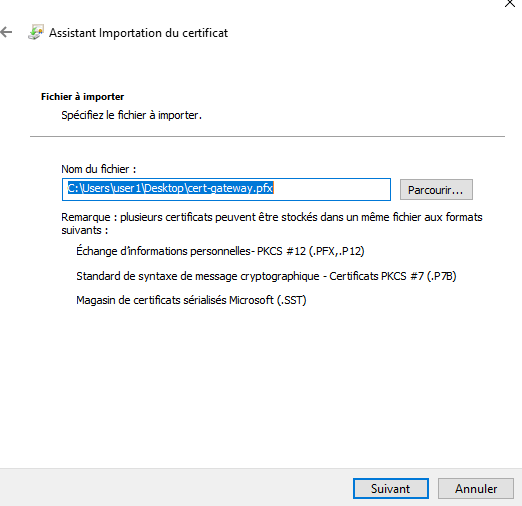 Assistant Importation du certificat
Fichier à importer
Spécifiez le fichier à importer.
Nom du fichier :
C:\Users\user1\Desktop\cert-gateway.pfx
Parcourir...
Remarque : plusieurs certificats peuvent être stockés dans un même fichier aux formats
suivants :
Échange d’informations personnelles- PKCS #12 (.PFX,.P12)
Standard de syntaxe de message cryptographique - Certificats PKCS #7 (.P7B)
Magasin de certificats sérialisés Microsoft (.SST)
Suivant
Annuler